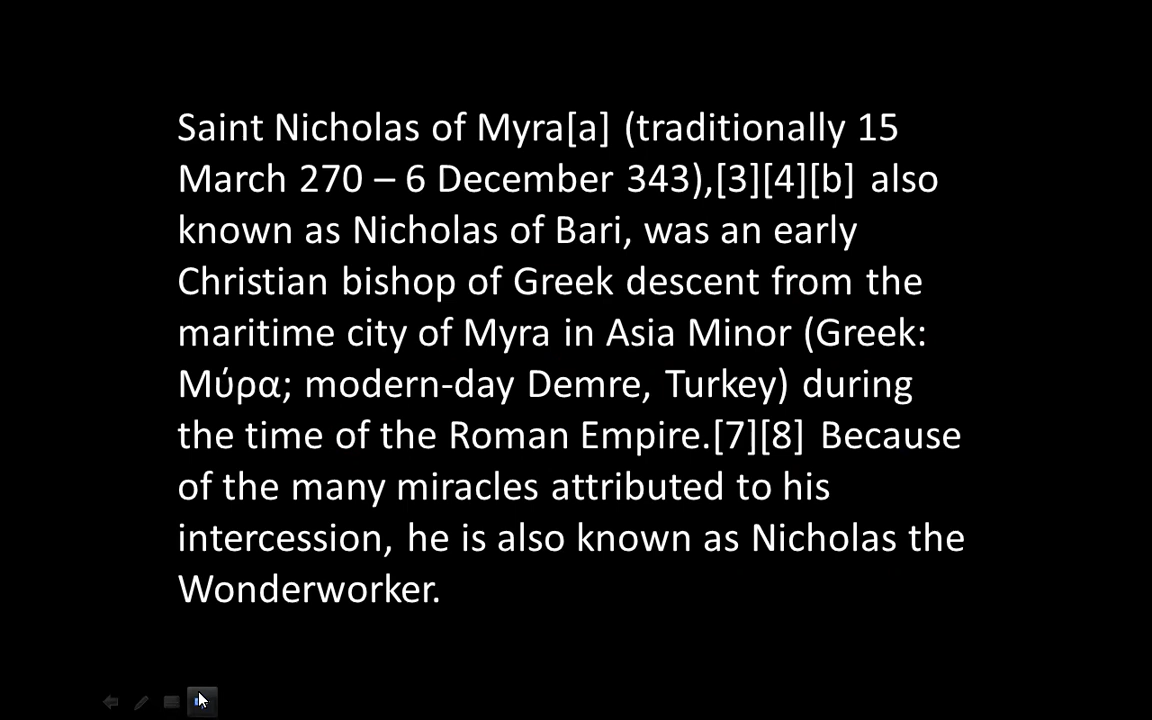 Saint Nicholas of Myra[a] (traditionally 15
March 270 – 6 December 343),[3][4][b] also
known as Nicholas of Bari, was an early
Christian bishop of Greek descent from the
maritime city of Myra in Asia Minor (Greek:
Μύρα; modern-day Demre, Turkey) during
the time of the Roman Empire.[7][8] Because
of the many miracles attributed to his
intercession, he is also known as Nicholas the
Wonderworker.